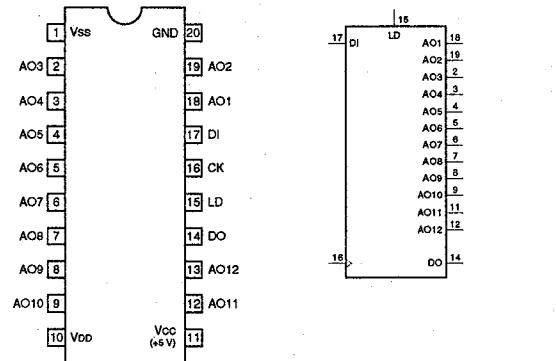 1 VSS GND 20
AO3 2 19 AO2
AO4 3 18 AO1
AO5 4 17 DI
AO6 5 16 CK
AO7 6 15 LD
AO8 7 14 DO
AO9 8 13 AO12
AO10 9 12 AO11
10 VDD VCC 11
(+5 V)
15
LD
17 DI AO1 18
AO2 19
AO3 2
AO4 3
AO5 4
AO6 5
AO7 6
AO8 7
AO9 8
AO10 9
AO11 11
AO12 12
16 DO 14